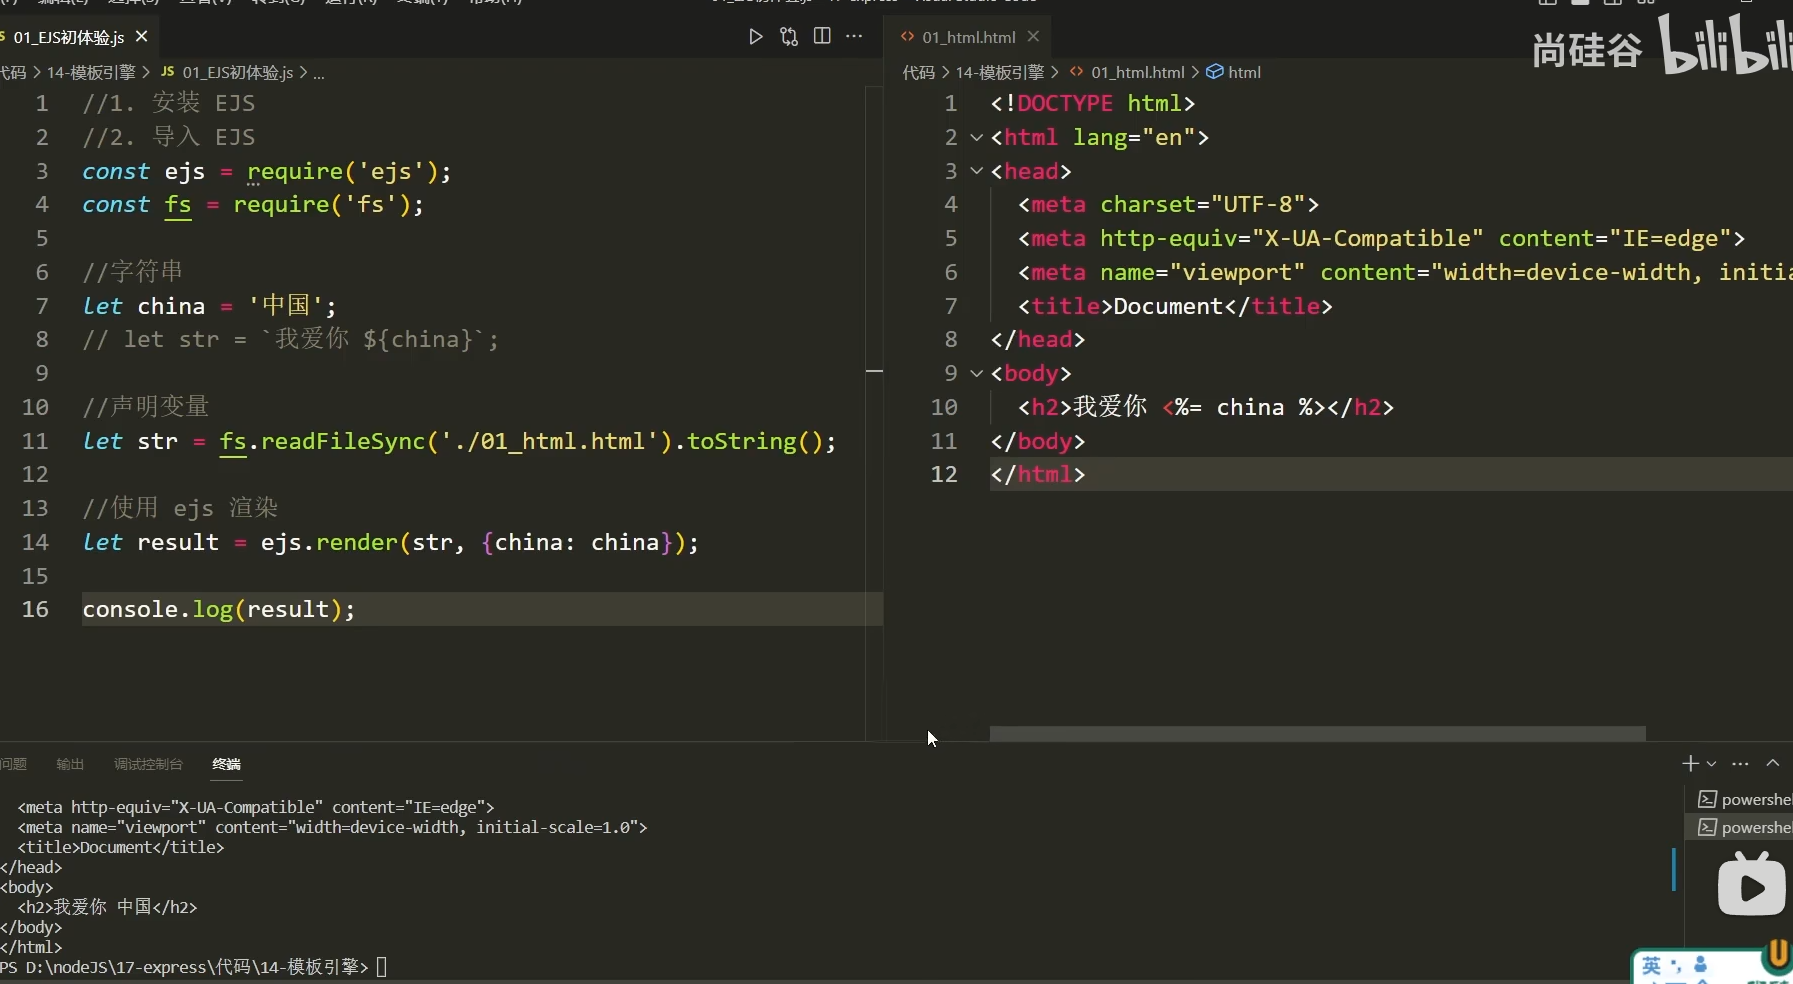 01_EJS初体验.js
代码 > 14-模板引擎 > JS 01_EJS初体验.js > ...
1 //1. 安装 EJS
2 //2. 导入 EJS
3 const ejs = require('ejs');
4 const fs = require('fs');
5
6 //字符串
7 let china = '中国';
8 // let str = `我爱你 ${china}`;
9
10 //声明变量
11 let str = fs.readFileSync('./01_html.html').toString();
12
13 //使用 ejs 渲染
14 let result = ejs.render(str, {china: china});
15
16 console.log(result);
01_html.html
尚硅谷 bilibili
代码 > 14-模板引擎 > 01_html.html > html
1 <!DOCTYPE html>
2 <html lang="en">
3 <head>
4 <meta charset="UTF-8">
5 <meta http-equiv="X-UA-Compatible" content="IE=edge">
6 <meta name="viewport" content="width=device-width, initia
7 <title>Document</title>
8 </head>
9 <body>
10 <h2>我爱你 <%= china %></h2>
11 </body>
12 </html>
问题 输出 调试控制台 终端
<meta http-equiv="X-UA-Compatible" content="IE=edge">
<meta name="viewport" content="width=device-width, initial-scale=1.0">
<title>Document</title>
</head>
<body>
<h2>我爱你 中国</h2>
</body>
</html>
PS D:\nodeJS\17-express\代码\14-模板引擎>
powershel
powershel
英